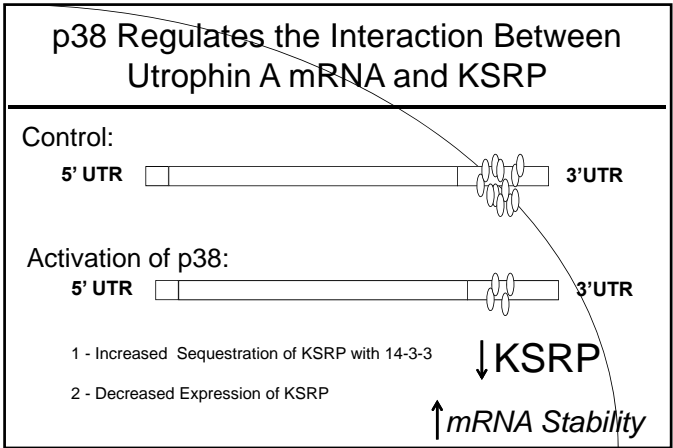 p38 Regulates the Interaction Between
Utrophin A mRNA and KSRP
Control:
5’ UTR 3’UTR
Activation of p38:
5’ UTR 3’UTR
1 - Increased Sequestration of KSRP with 14-3-3
↓KSRP
2 - Decreased Expression of KSRP
↑mRNA Stability